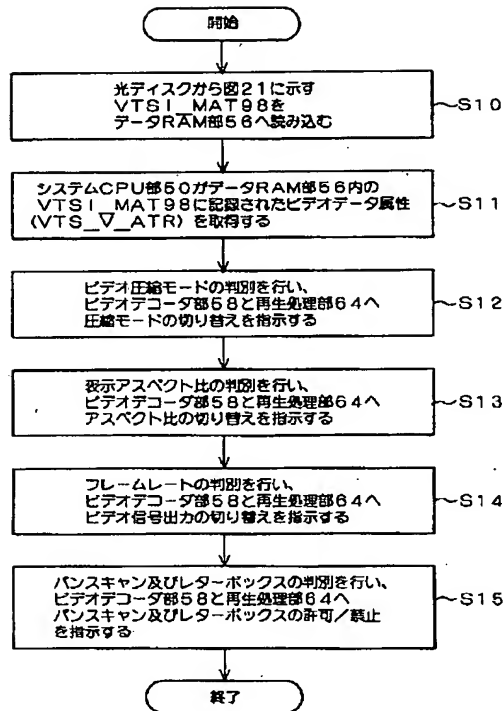 開始
光ディスクから図21に示す
VTSI_MAT98を
データRAM部56へ読み込む
~S10
システムCPU部50がデータRAM部56内の
VTSI_MAT98に記録されたビデオデータ属性
(VTS_V_ATR)を取得する
~S11
ビデオ圧縮モードの判別を行い、
ビデオデコーダ部58と再生処理部64へ
圧縮モードの切り替えを指示する
~S12
表示アスペクト比の判別を行い、
ビデオデコーダ部58と再生処理部64へ
アスペクト比の切り替えを指示する
~S13
フレームレートの判別を行い、
ビデオデコーダ部58と再生処理部64へ
ビデオ信号出力の切り替えを指示する
~S14
パンスキャン及びレターボックスの判別を行い、
ビデオデコーダ部58と再生処理部64へ
パンスキャン及びレターボックスの許可/禁止
を指示する
~S15
終了